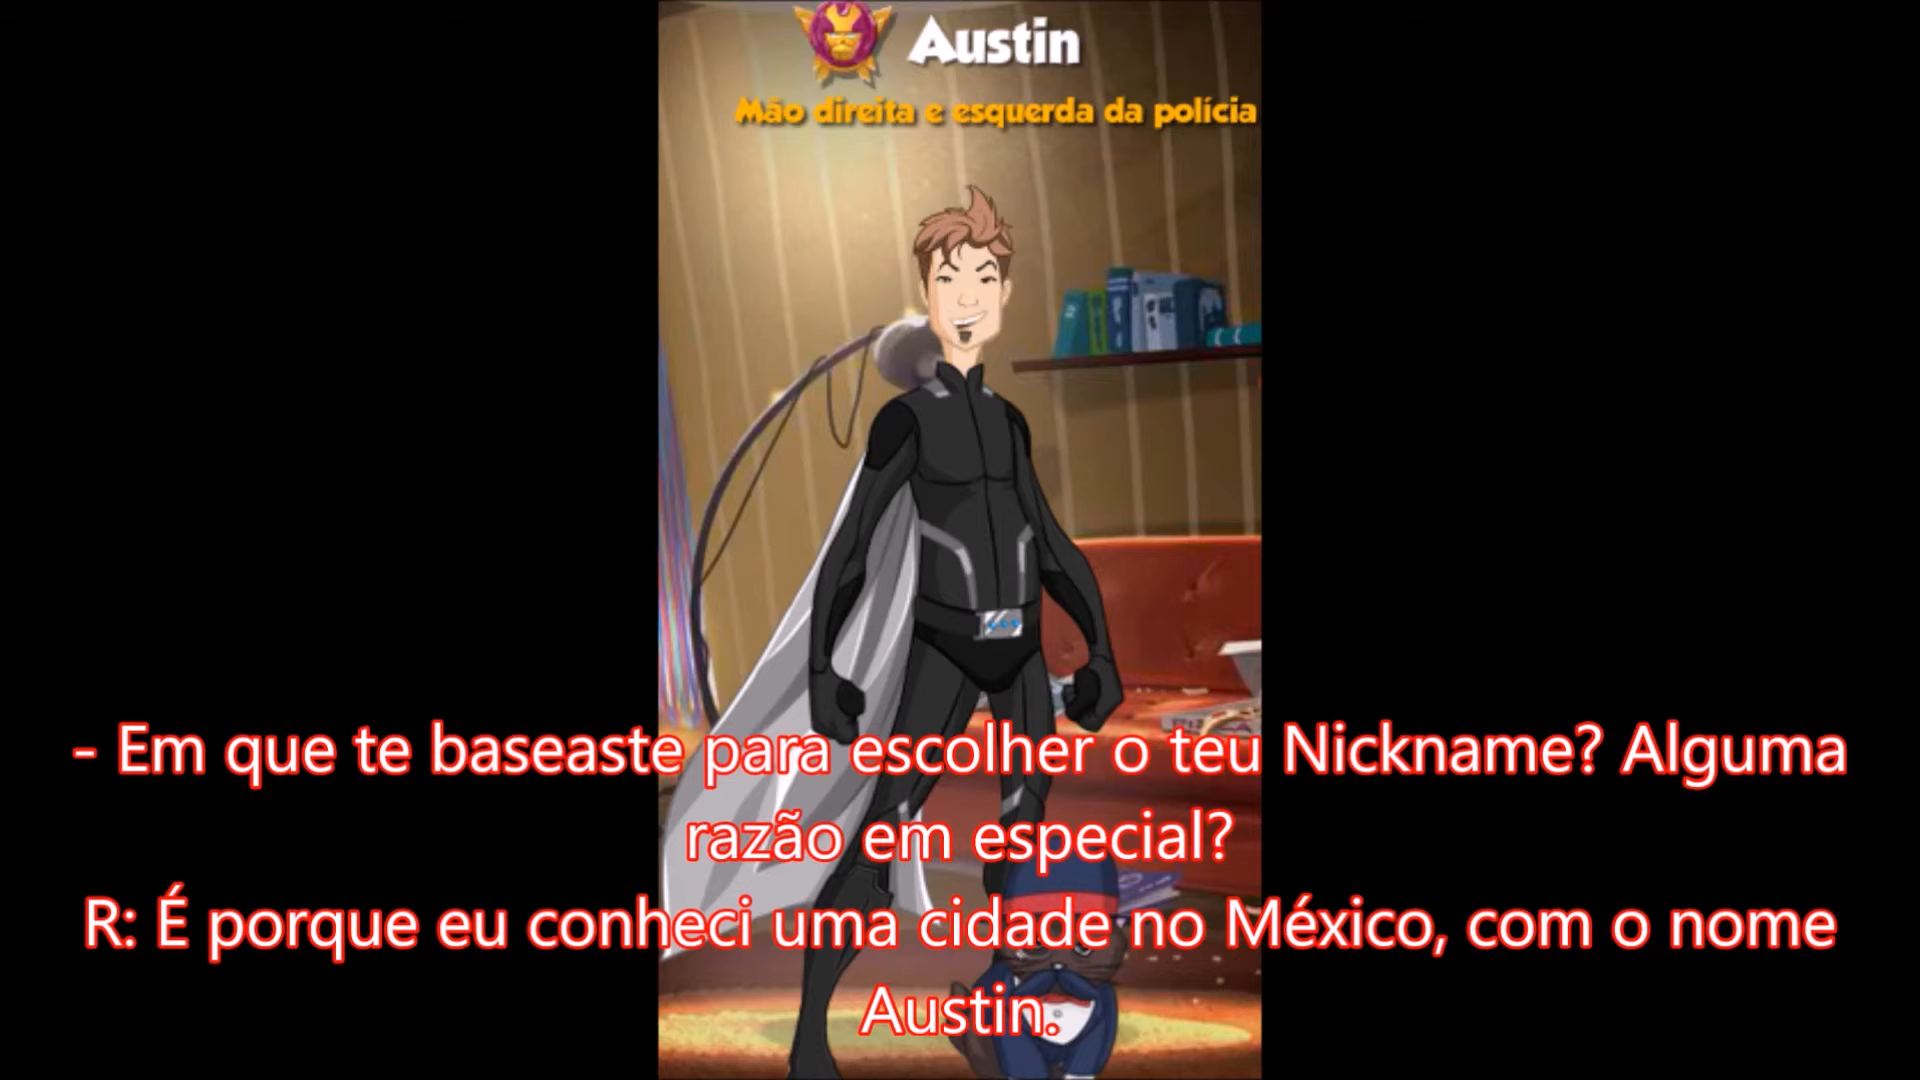 Austin
Mão direita e esquerda da polícia
- Em que te baseaste para escolher o teu Nickname? Alguma
razão em especial?
R: É porque eu conheci uma cidade no México, com o nome
Austin.